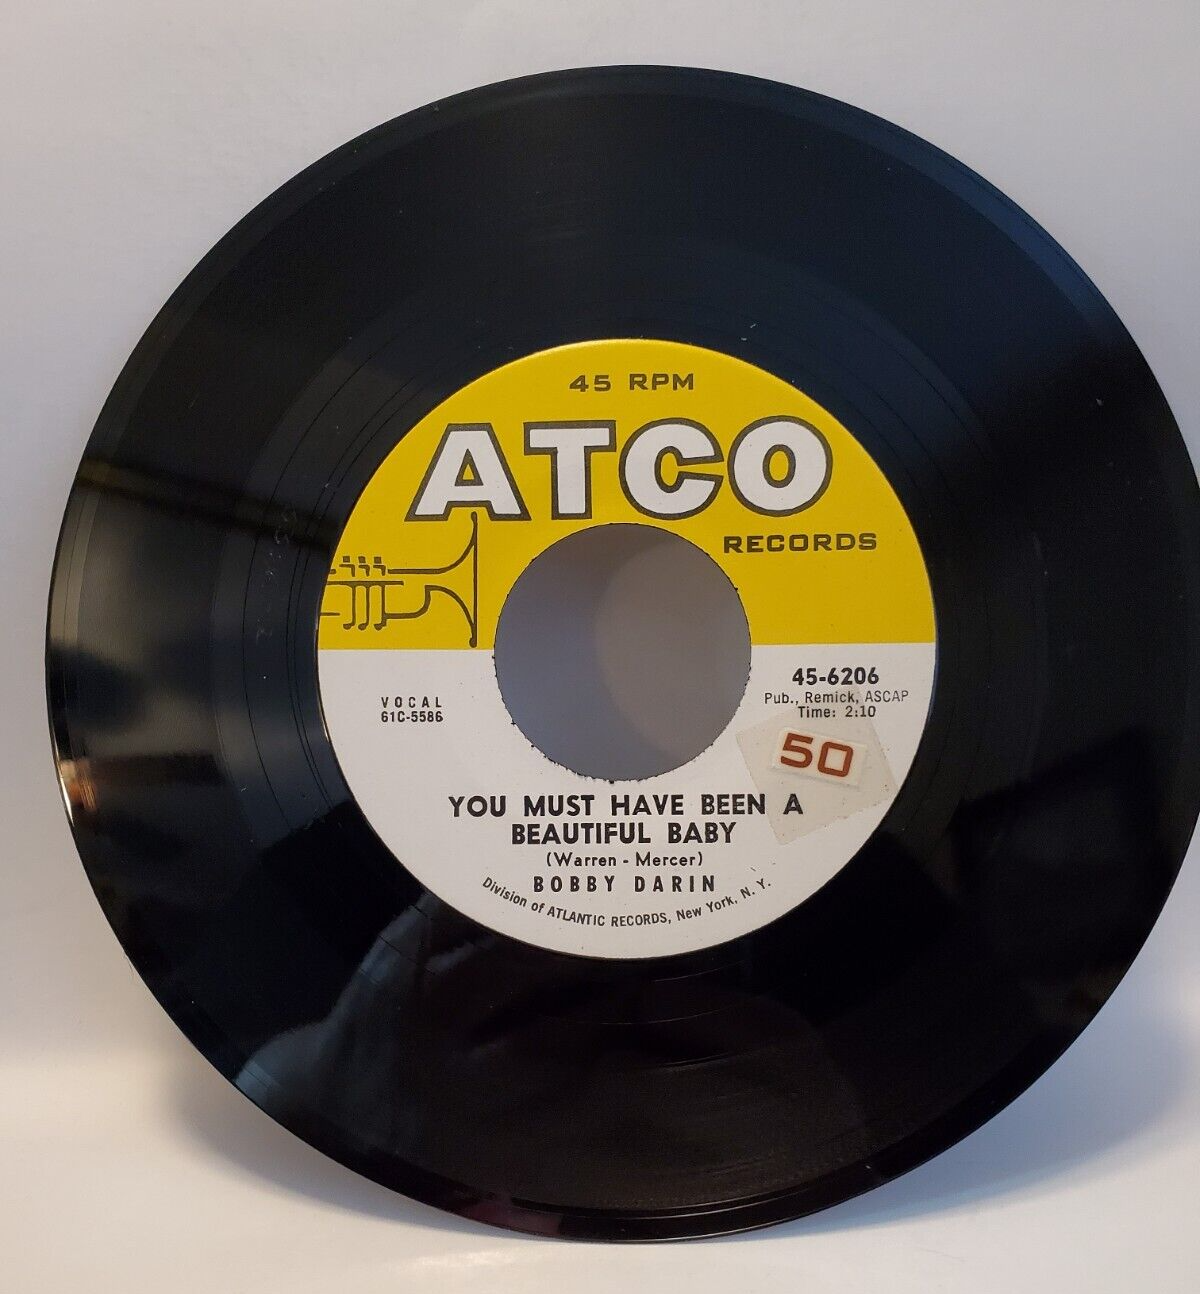 45 RPM
ATCO
RECORDS
VOCAL
61C-5586
45-6206
Pub., Remick, ASCAP
Time: 2:10
50
YOU MUST HAVE BEEN A
BEAUTIFUL BABY
(Warren - Mercer)
BOBBY DARIN
Division of ATLANTIC RECORDS, New York, N. Y.